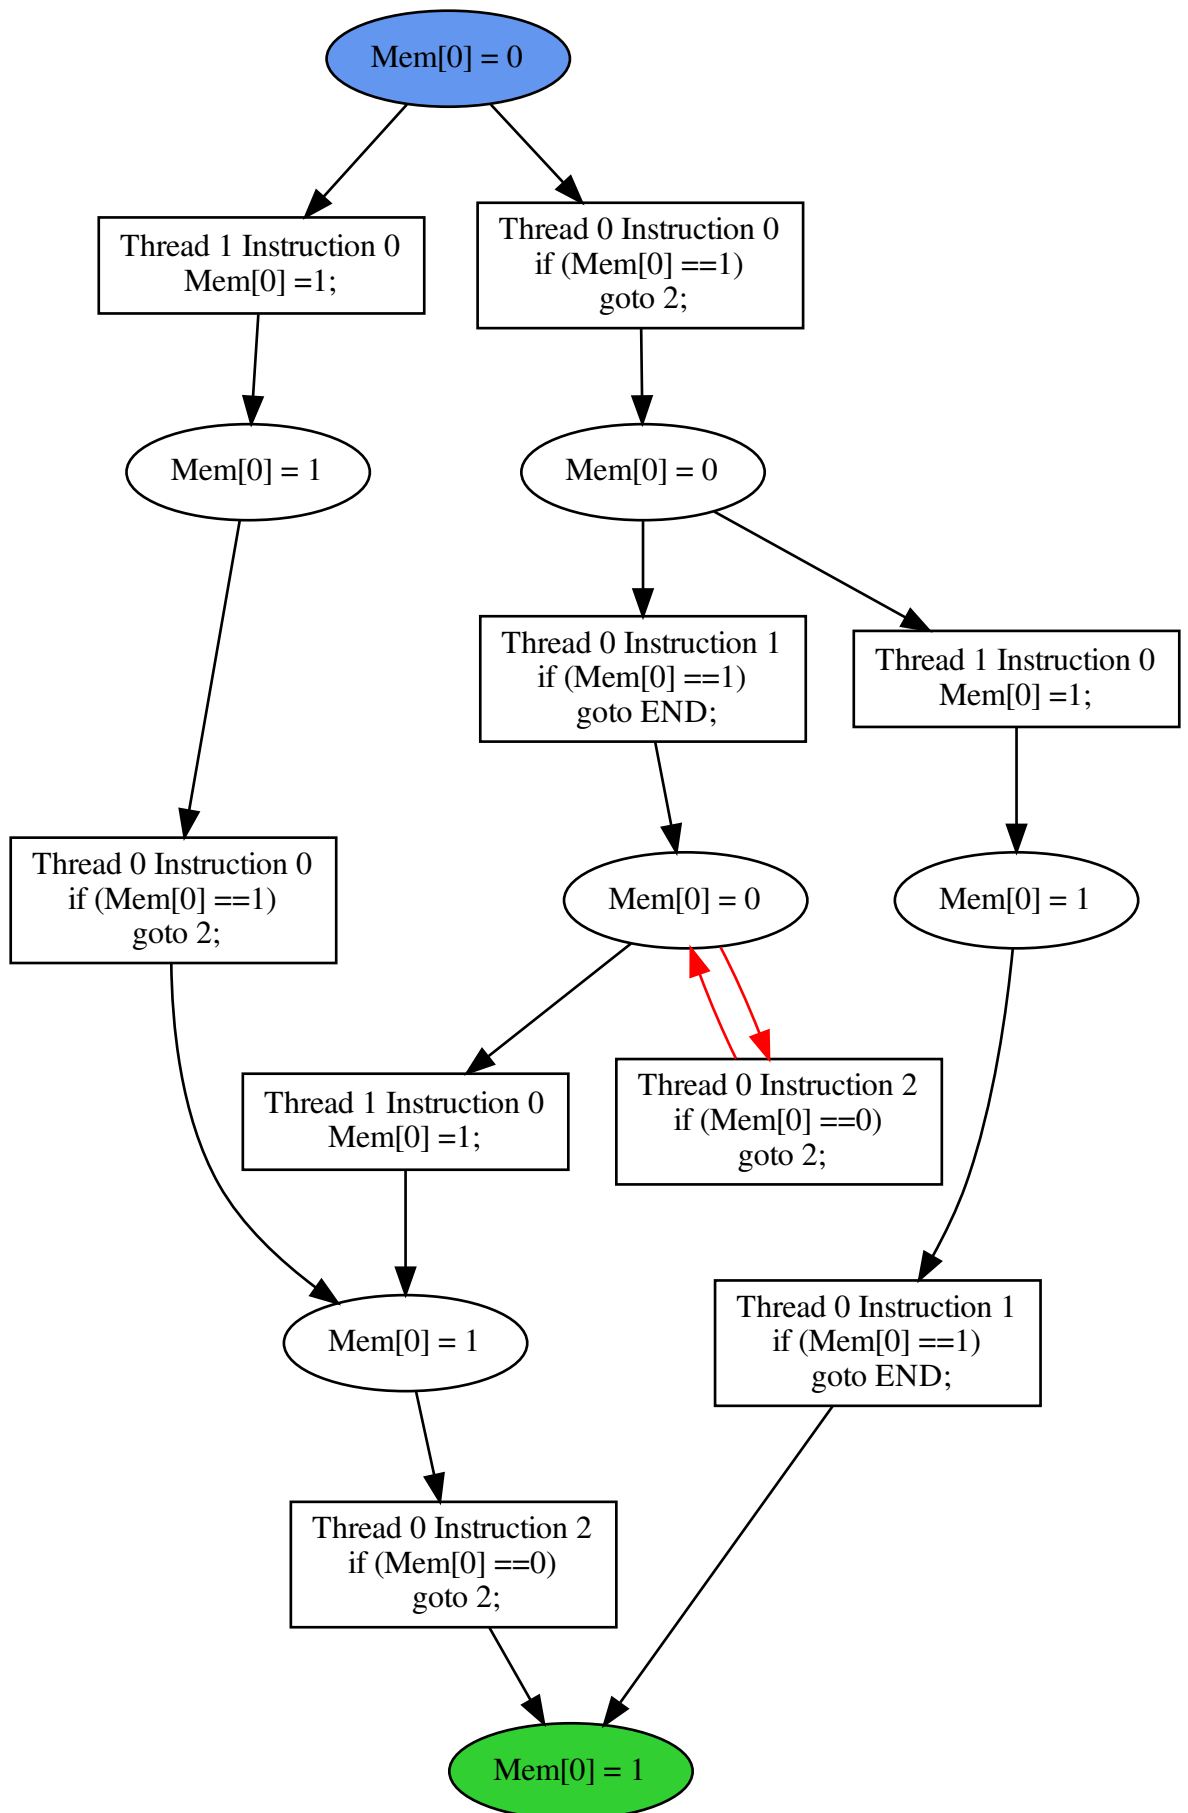 Mem[0] = 0
Thread 1 Instruction 0
Mem[0] =1;
Thread 0 Instruction 0
if (Mem[0] ==1)
goto 2;
Mem[0] = 1
Mem[0] = 0
Thread 0 Instruction 1
if (Mem[0] ==1)
goto END;
Thread 1 Instruction 0
Mem[0] =1;
Thread 0 Instruction 0
if (Mem[0] ==1)
goto 2;
Mem[0] = 0
Mem[0] = 1
Thread 1 Instruction 0
Mem[0] =1;
Thread 0 Instruction 2
if (Mem[0] ==0)
goto 2;
Mem[0] = 1
Thread 0 Instruction 1
if (Mem[0] ==1)
goto END;
Thread 0 Instruction 2
if (Mem[0] ==0)
goto 2;
Mem[0] = 1